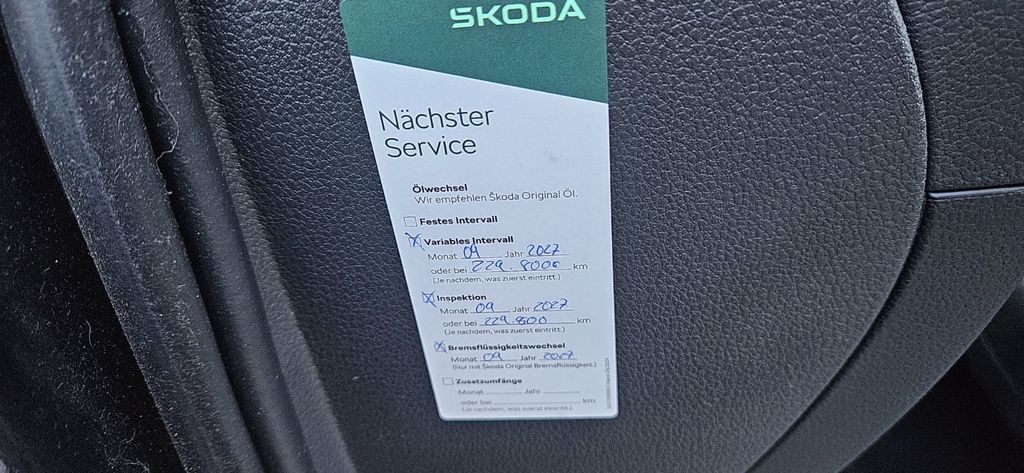 ŠKODA
Nächster
Service
Ölwechsel
Wir empfehlen Škoda Original Öl.
Festes Intervall
Variables Intervall
Monat 09 Jahr 2027
oder bei 229.800 km
(Je nachdem, was zuerst eintritt.)
Inspektion
Monat 09 Jahr 2027
oder bei 229.800 km
(Je nachdem, was zuerst eintritt.)
Bremsflüssigkeitswechsel
Monat 09 Jahr 2027
(Nur mit Škoda Original Bremsflüssigkeit.)
Zusatzumfänge
Monat Jahr
oder bei km
(Je nachdem, was zuerst eintritt.)